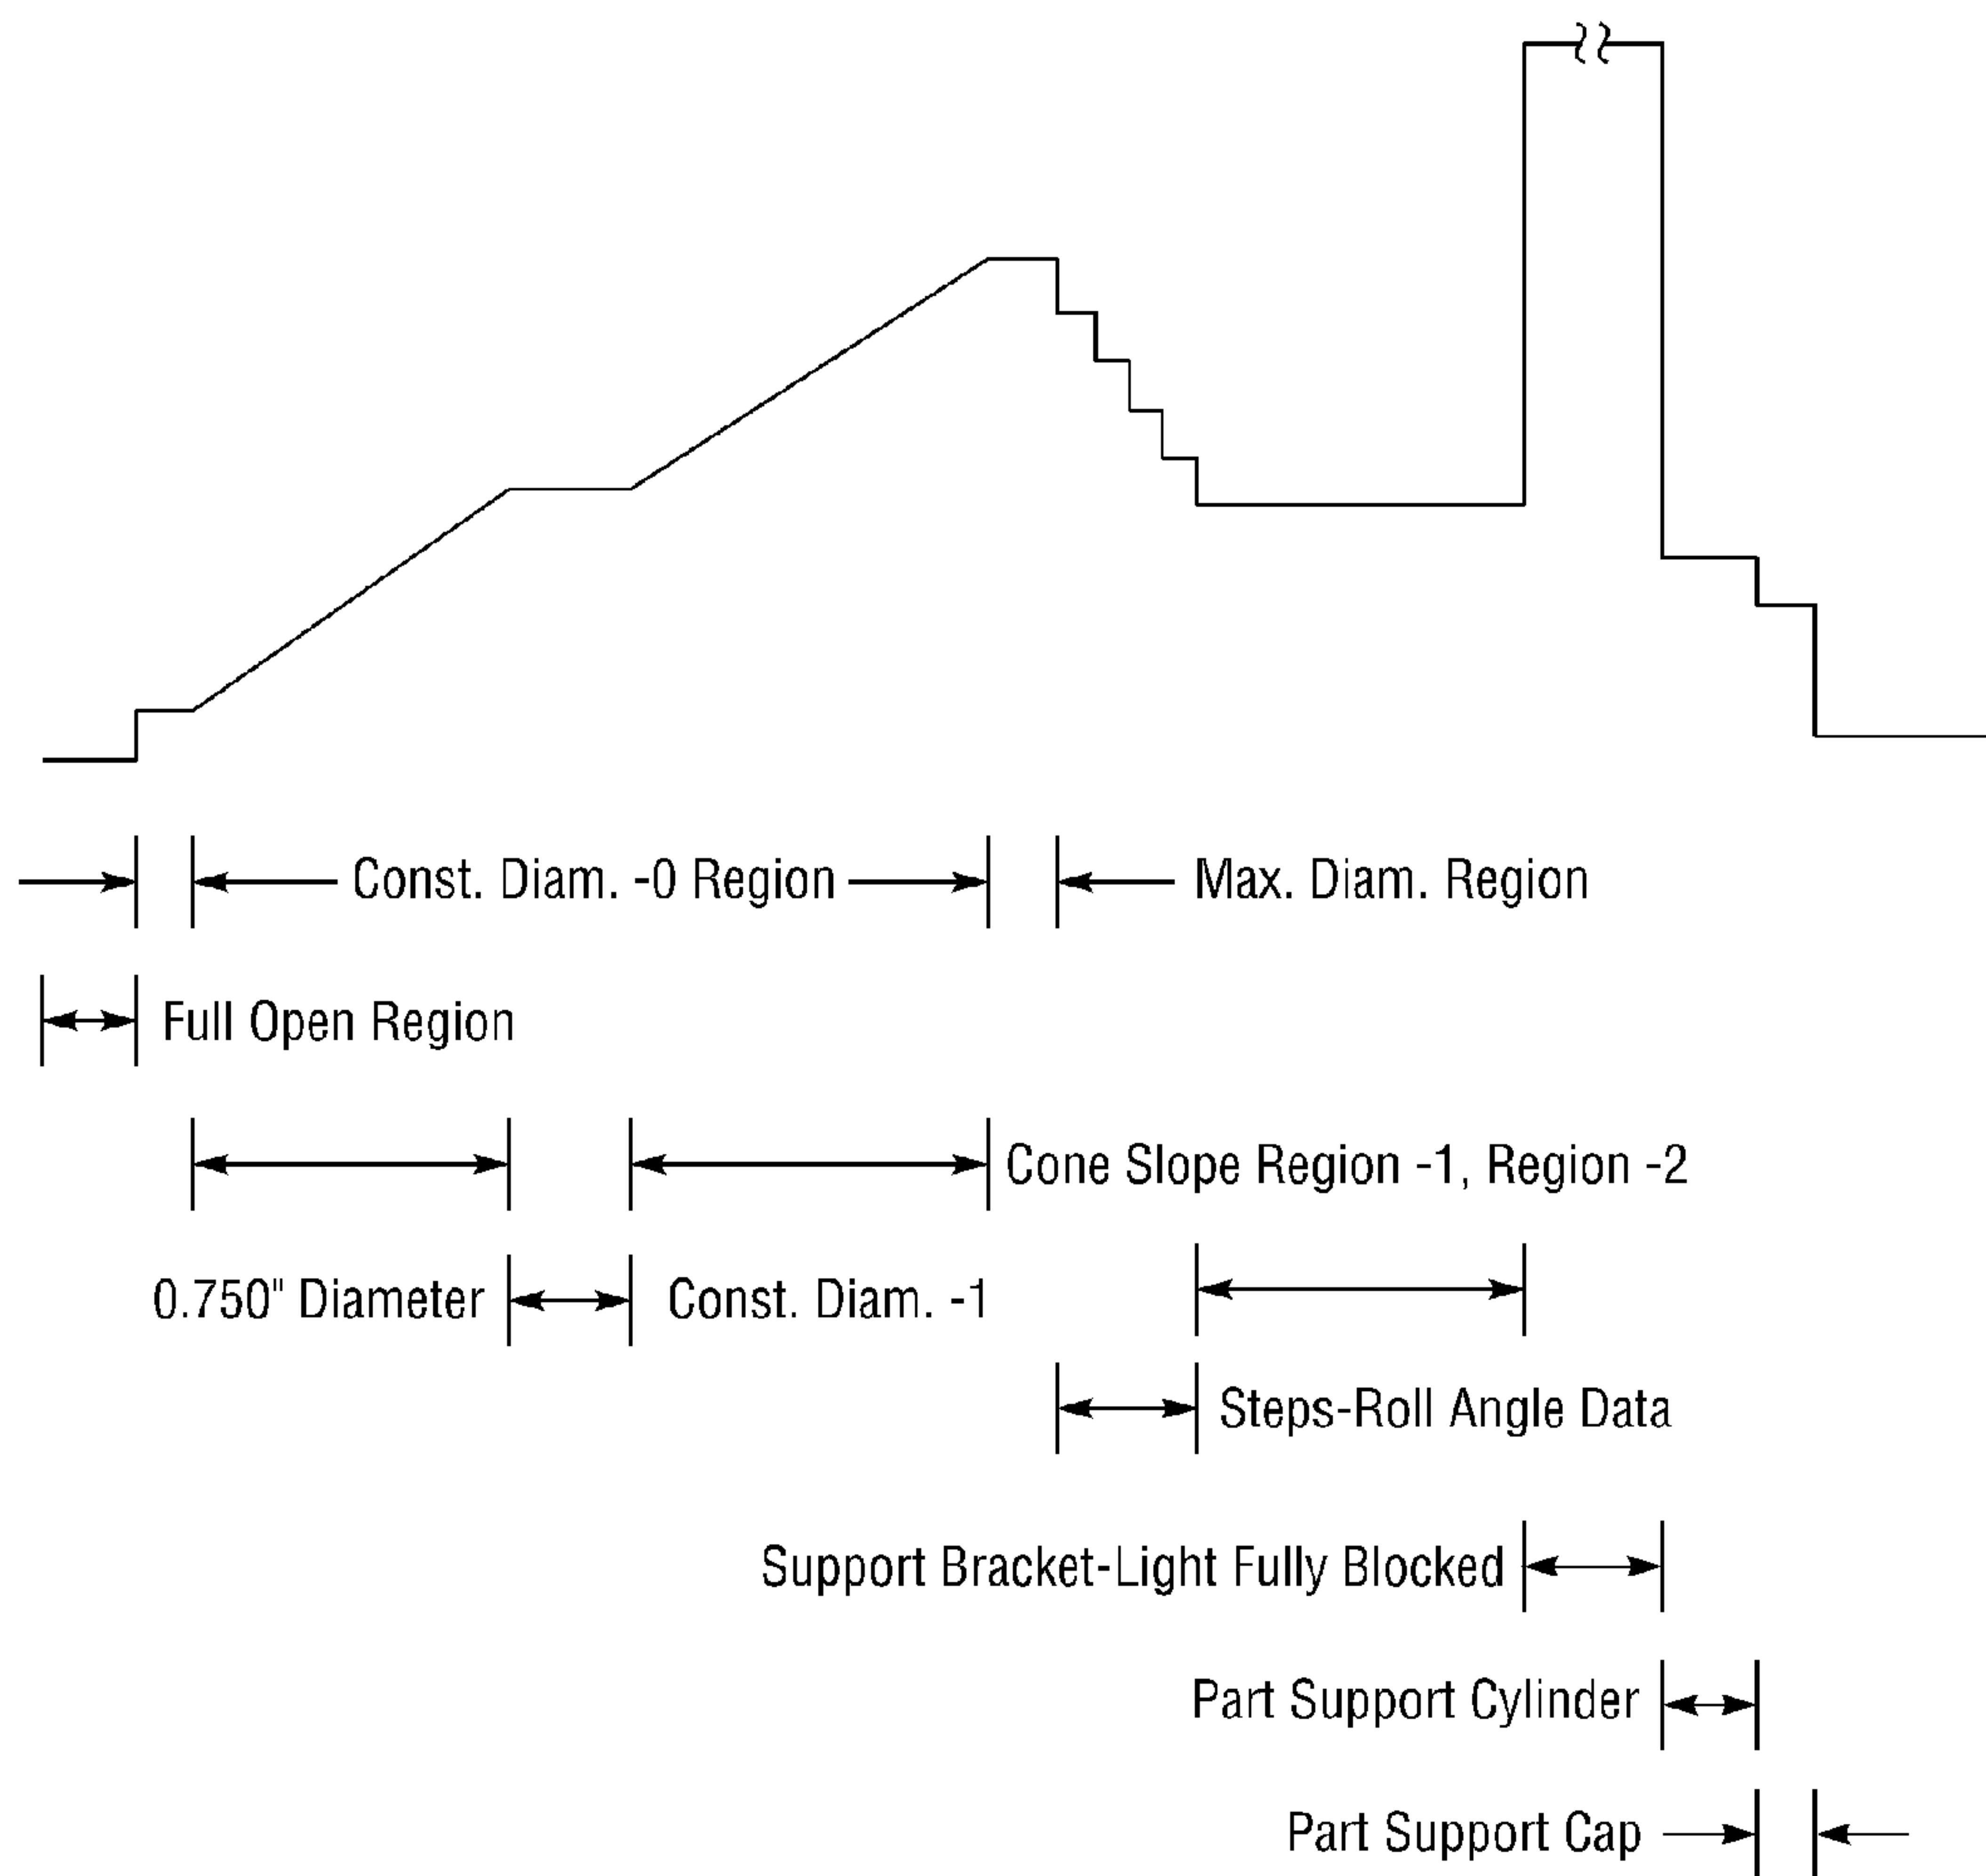 Const. Diam. -0 Region
Max. Diam. Region
Full Open Region
Cone Slope Region -1, Region -2
0.750" Diameter
Const. Diam. -1
Steps-Roll Angle Data
Support Bracket-Light Fully Blocked
Part Support Cylinder
Part Support Cap